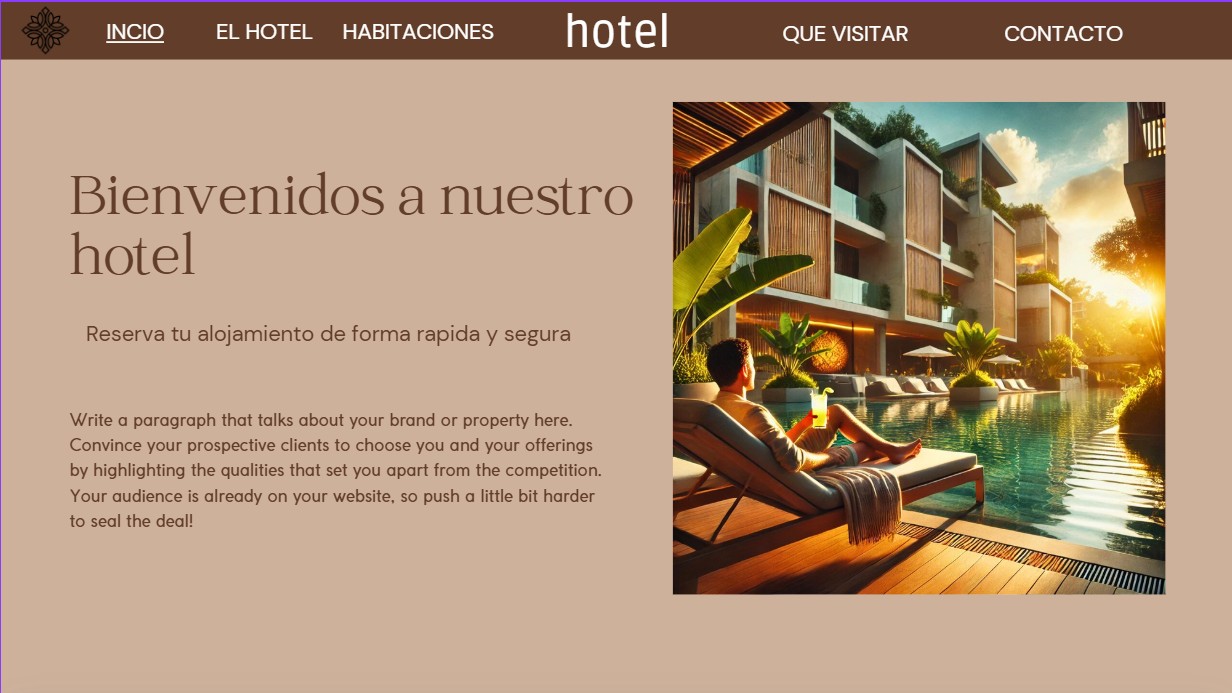 INCIO
EL HOTEL
HABITACIONES
hotel
QUE VISITAR
CONTACTO
Bienvenidos a nuestro
hotel
Reserva tu alojamiento de forma rapida y segura
Write a paragraph that talks about your brand or property here.
Convince your prospective clients to choose you and your offerings
by highlighting the qualities that set you apart from the competition.
Your audience is already on your website, so push a little bit harder
to seal the deal!